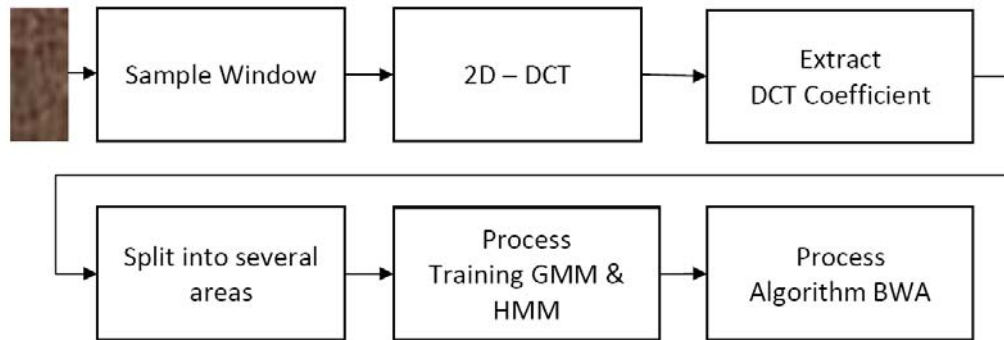 Sample Window
2D – DCT
Extract
DCT Coefficient
Split into several
areas
Process
Training GMM &
HMM
Process
Algorithm BWA